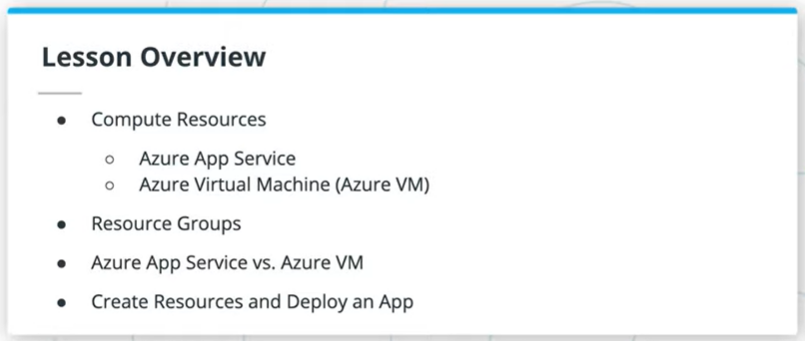 Lesson Overview
● Compute Resources
○ Azure App Service
○ Azure Virtual Machine (Azure VM)
● Resource Groups
● Azure App Service vs. Azure VM
● Create Resources and Deploy an App